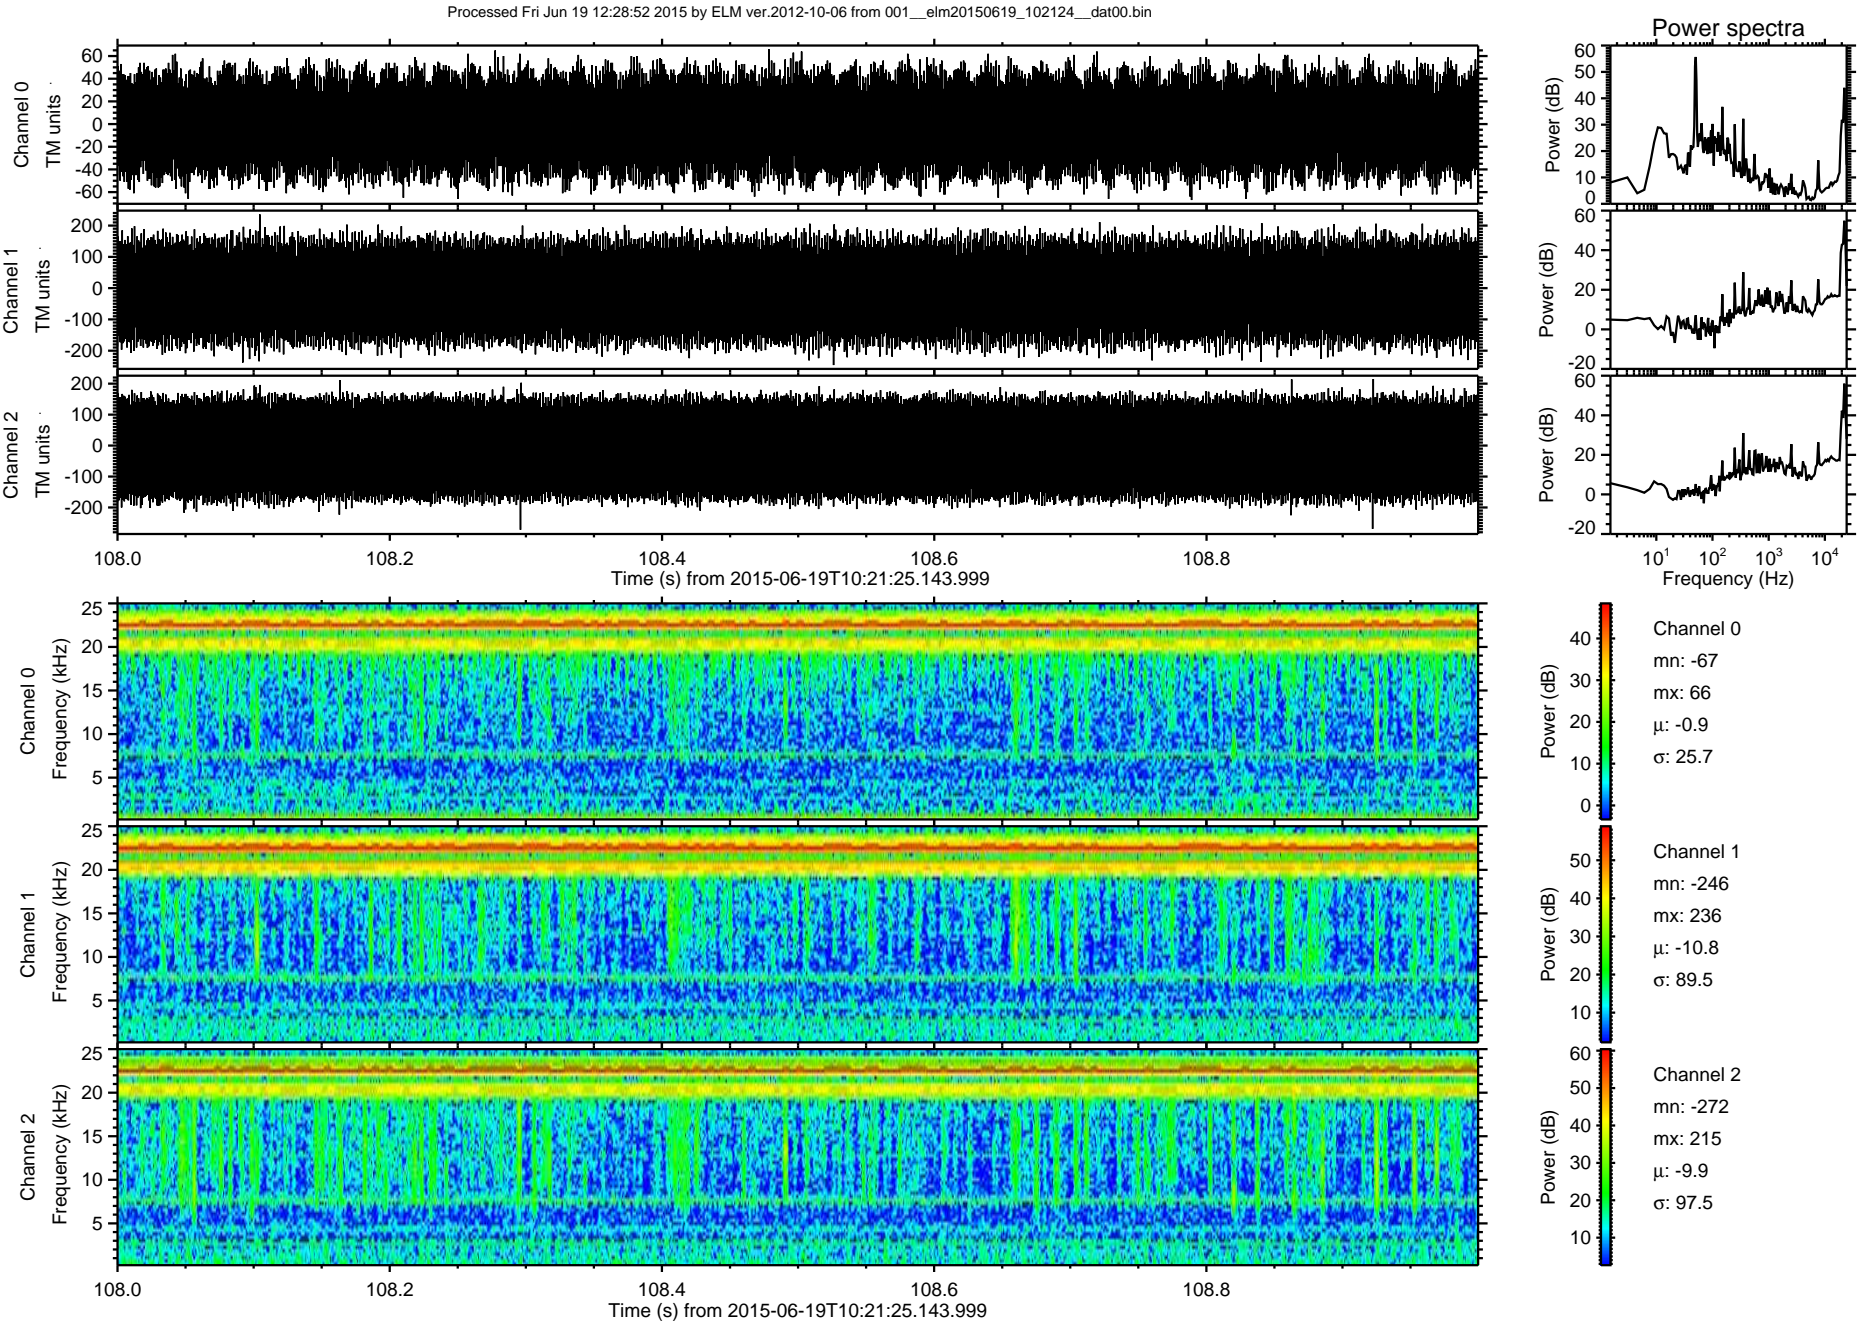 Processed Fri Jun 19 12:28:52 2015 by ELM ver.2012-10-06 from 001__elm20150619_102124__dat00.bin
Power spectra
Channel 0
TM units
60
40
20
0
-20
-40
-60
Power (dB)
60
50
40
30
20
10
0
Channel 1
TM units
200
100
0
-100
-200
Power (dB)
60
40
20
0
-20
Channel 2
TM units
200
100
0
-100
-200
Power (dB)
60
40
20
0
-20
108.0 108.2 108.4 108.6 108.8
Time (s) from 2015-06-19T10:21:25.143.999
10^1 10^2 10^3 10^4
Frequency (Hz)
Channel 0
Frequency (kHz)
25
20
15
10
5
Power (dB)
40
30
20
10
0
Channel 0
mn: -67
mx: 66
μ: -0.9
σ: 25.7
Channel 1
Frequency (kHz)
25
20
15
10
5
Power (dB)
50
40
30
20
10
Channel 1
mn: -246
mx: 236
μ: -10.8
σ: 89.5
Channel 2
Frequency (kHz)
25
20
15
10
5
Power (dB)
60
50
40
30
20
10
Channel 2
mn: -272
mx: 215
μ: -9.9
σ: 97.5
108.0 108.2 108.4 108.6 108.8
Time (s) from 2015-06-19T10:21:25.143.999